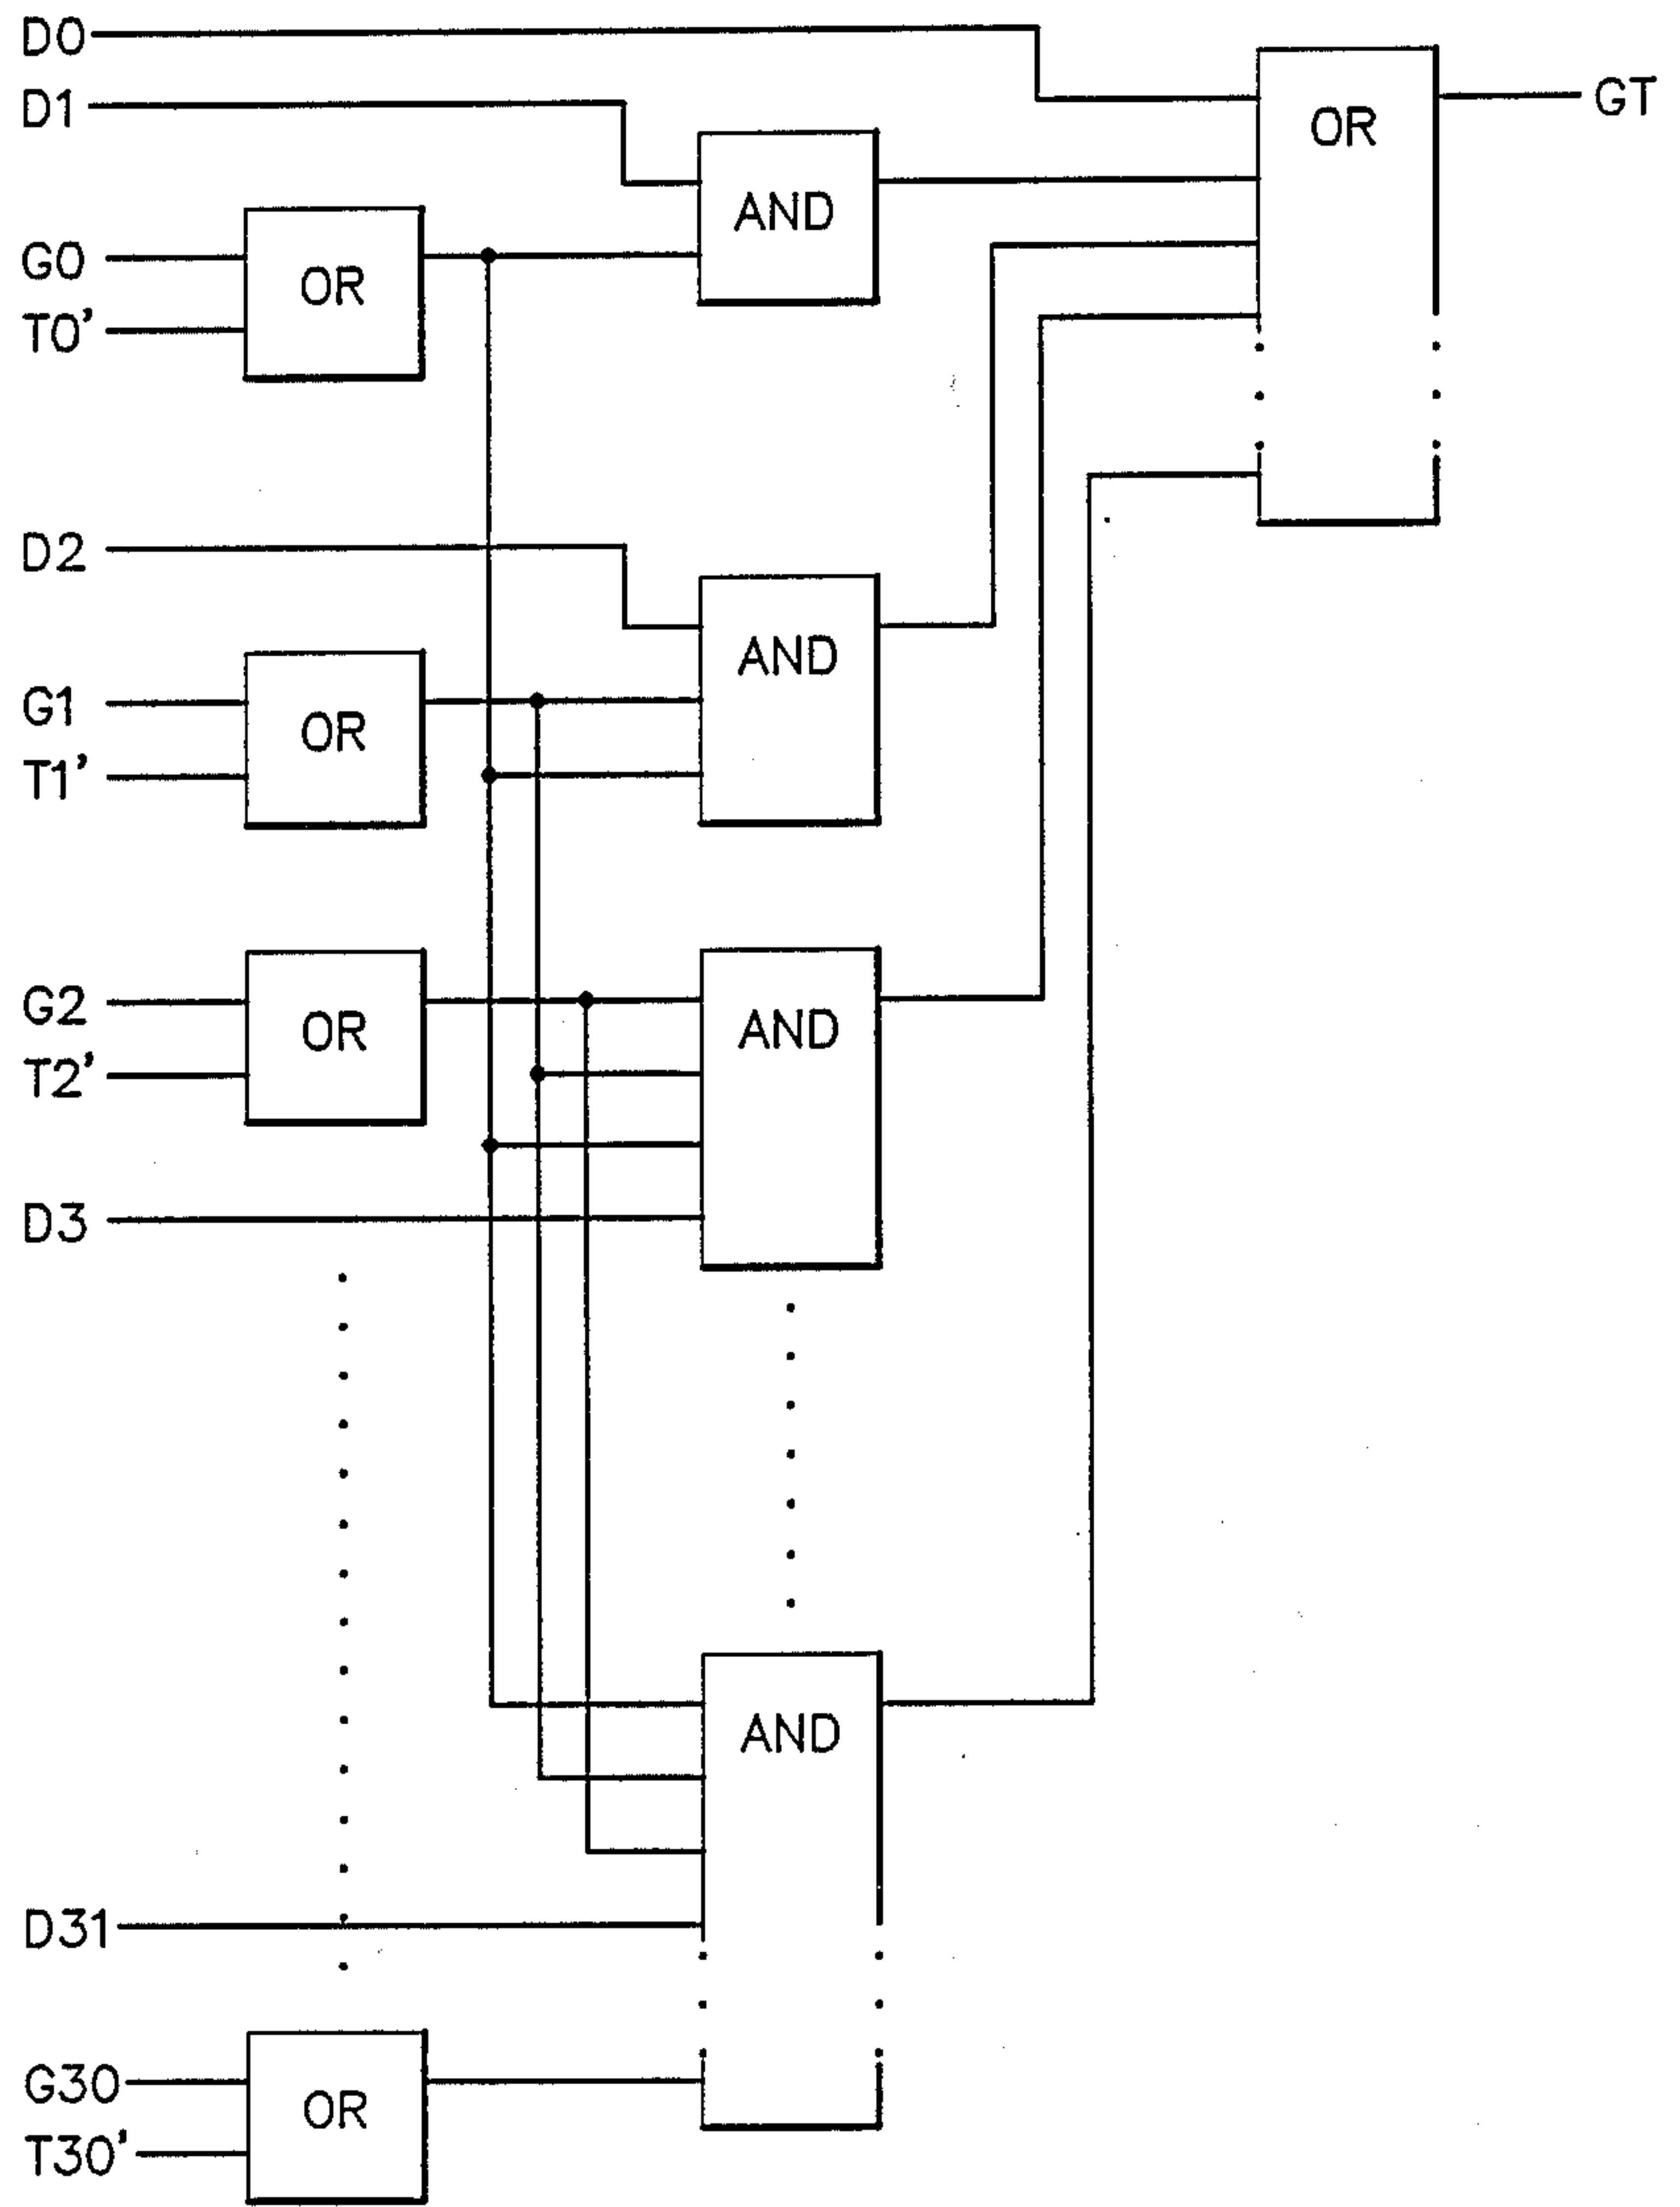 D0
GT
D1
OR
AND
G0
OR
T0'
D2
AND
G1
OR
T1'
G2
OR
AND
T2'
D3
AND
D31
G30
OR
T30'